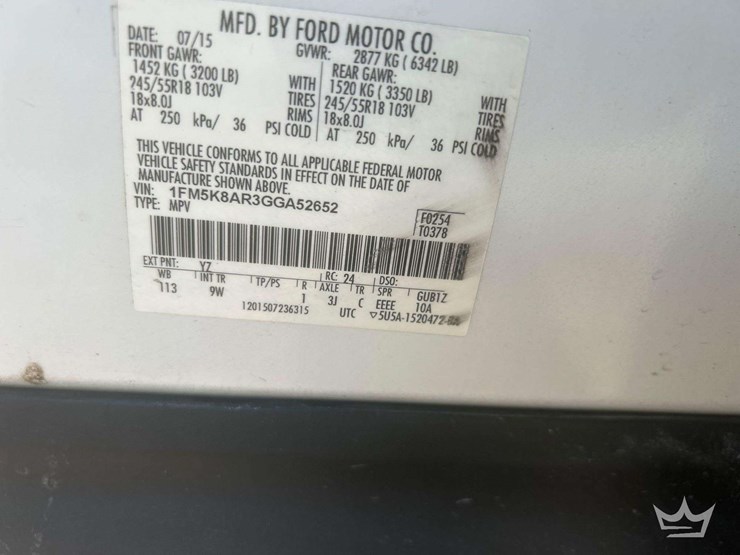 MFD. BY FORD MOTOR CO.
DATE: 07/15 GVWR: 2877 KG ( 6342 LB)
FRONT GAWR: REAR GAWR:
1452 KG ( 3200 LB) WITH 1520 KG ( 3350 LB) WITH
245/55R18 103V TIRES 245/55R18 103V TIRES
18x8.0J RIMS 18x8.0J RIMS
AT 250 kPa/ 36 PSI COLD AT 250 kPa/ 36 PSI COLD
THIS VEHICLE CONFORMS TO ALL APPLICABLE FEDERAL MOTOR
VEHICLE SAFETY STANDARDS IN EFFECT ON THE DATE OF
MANUFACTURE SHOWN ABOVE.
VIN: 1FM5K8AR3GGA52652
TYPE: MPV
F0254
T0378
EXT PNT: Y7 RC: 24 DSO:
WB INT TR TP/PS R AXLE TR SPR GUB1Z
113 9W 1 3J C EEEE 10A
1201507236315 UTC ▽5U5A-1520472-